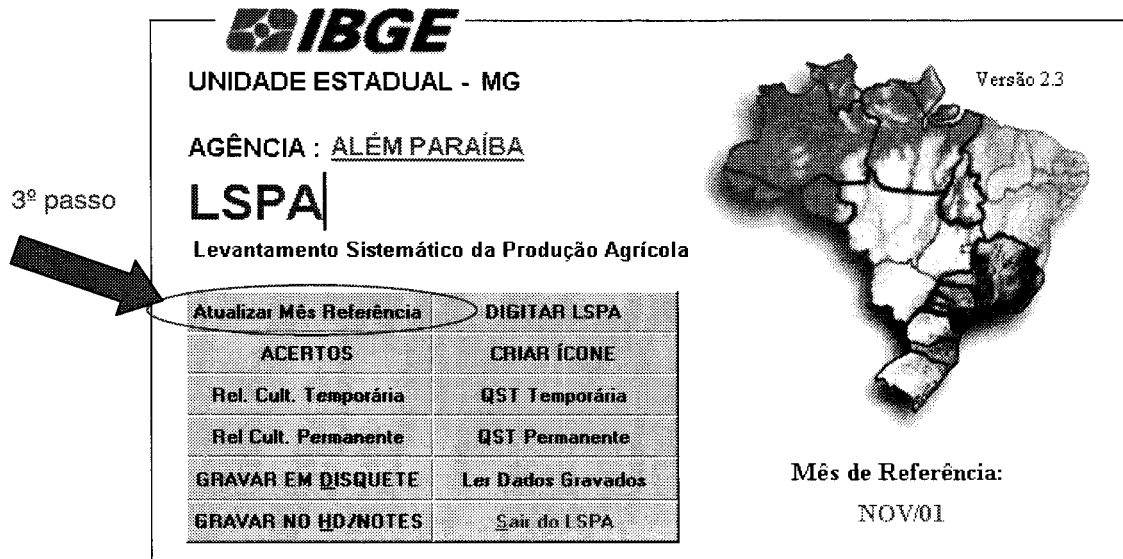 IBGE
UNIDADE ESTADUAL - MG
Versão 2.3
AGÊNCIA : ALÉM PARAÍBA
3º passo
LSPA
Levantamento Sistemático da Produção Agrícola
Atualizar Mês Referência DIGITAR LSPA
ACERTOS CRIAR ÍCONE
Rel. Cult. Temporária QST Temporária
Rel Cult. Permanente QST Permanente
GRAVAR EM DISQUETE Ler Dados Gravados
GRAVAR NO HD/NOTES Sair do LSPA
Mês de Referência:
NOV/01